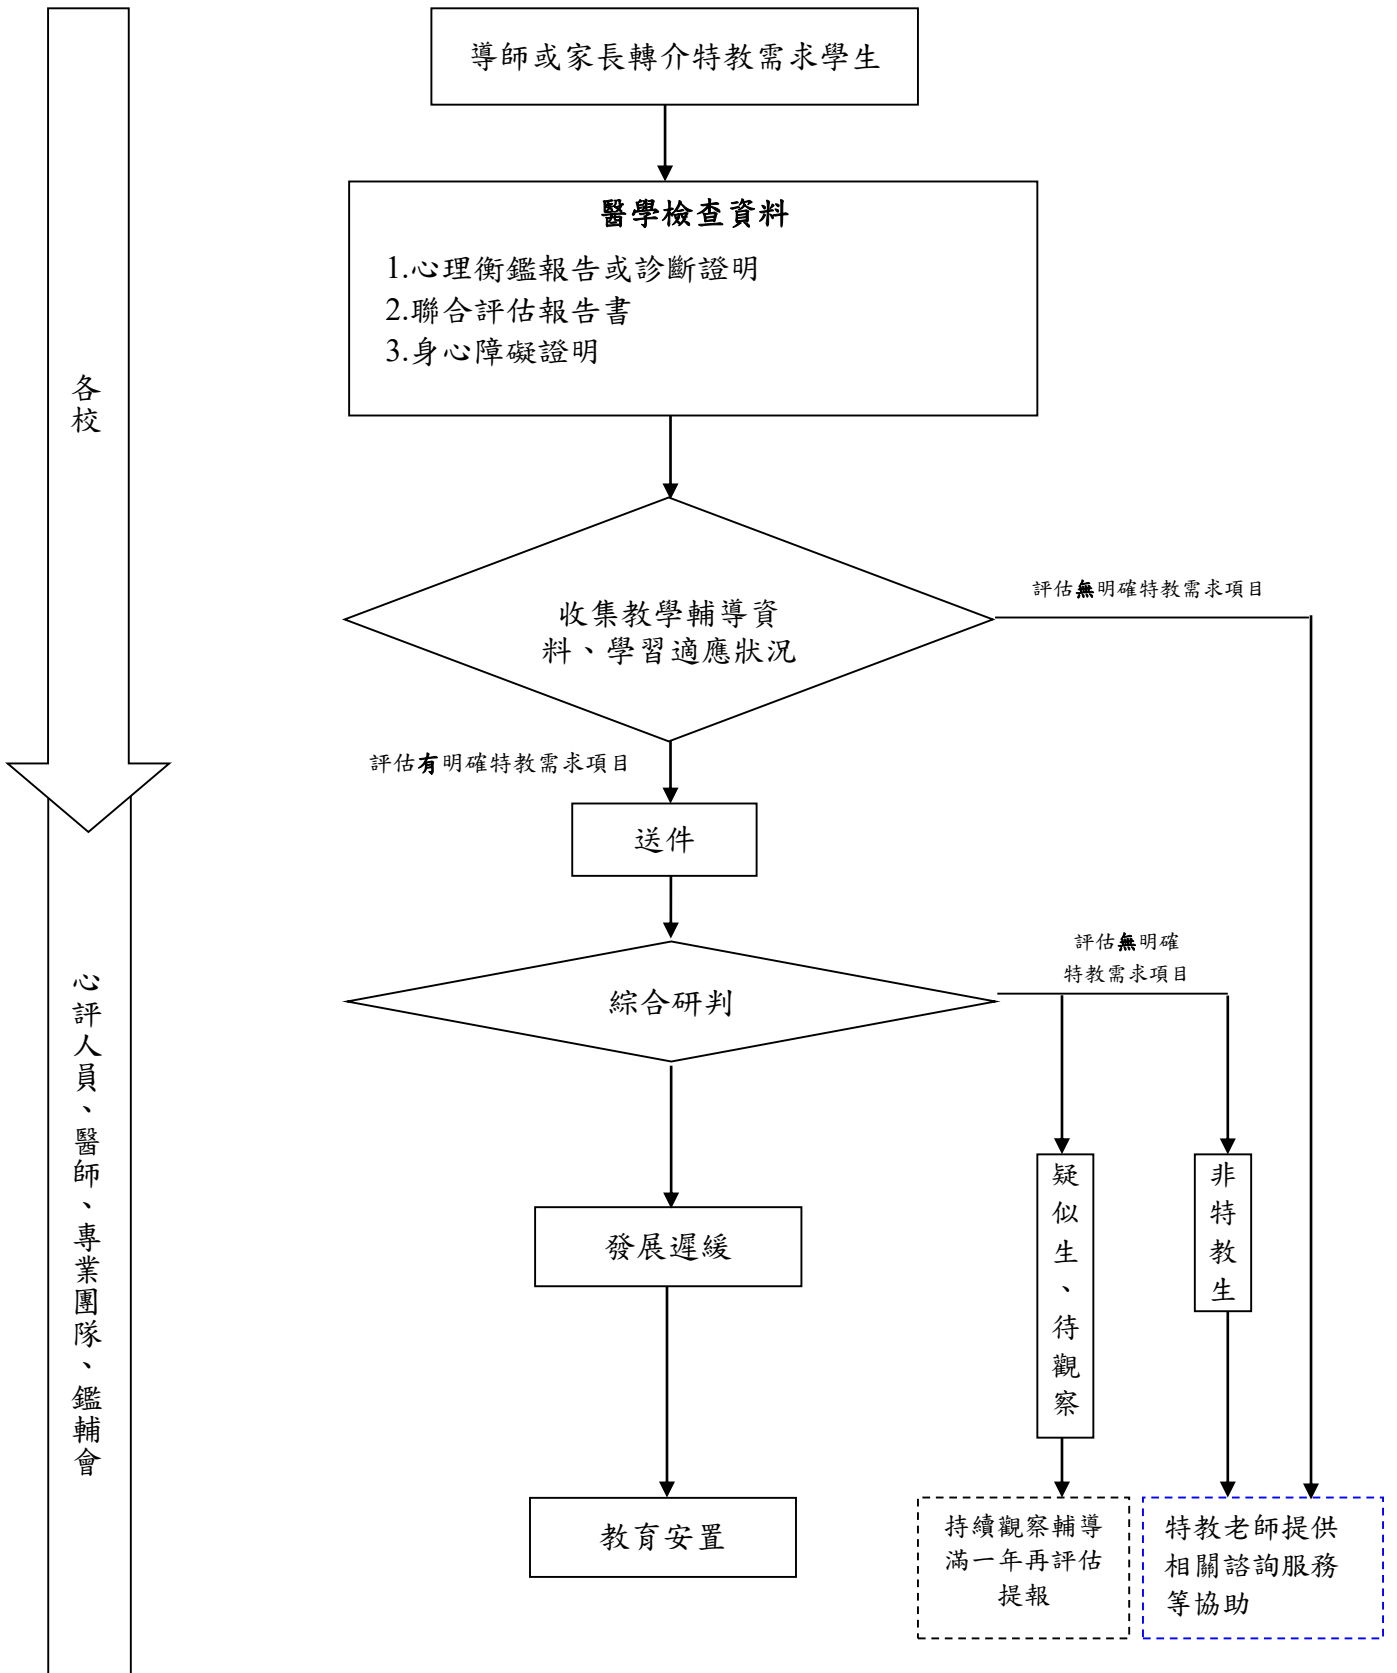 導師或家長轉介特教需求學生
醫學檢查資料
1.心理衡鑑報告或診斷證明
2.聯合評估報告書
3.身心障礙證明
各校
收集教學輔導資
料、學習適應狀況
評估無明確特教需求項目
評估有明確特教需求項目
送件
評估無明確
特教需求項目
綜合研判
心評人員、醫師、專業團隊、鑑輔會
發展遲緩
疑似生、待觀察
非特教生
教育安置
持續觀察輔導
滿一年再評估
提報
特教老師提供
相關諮詢服務
等協助